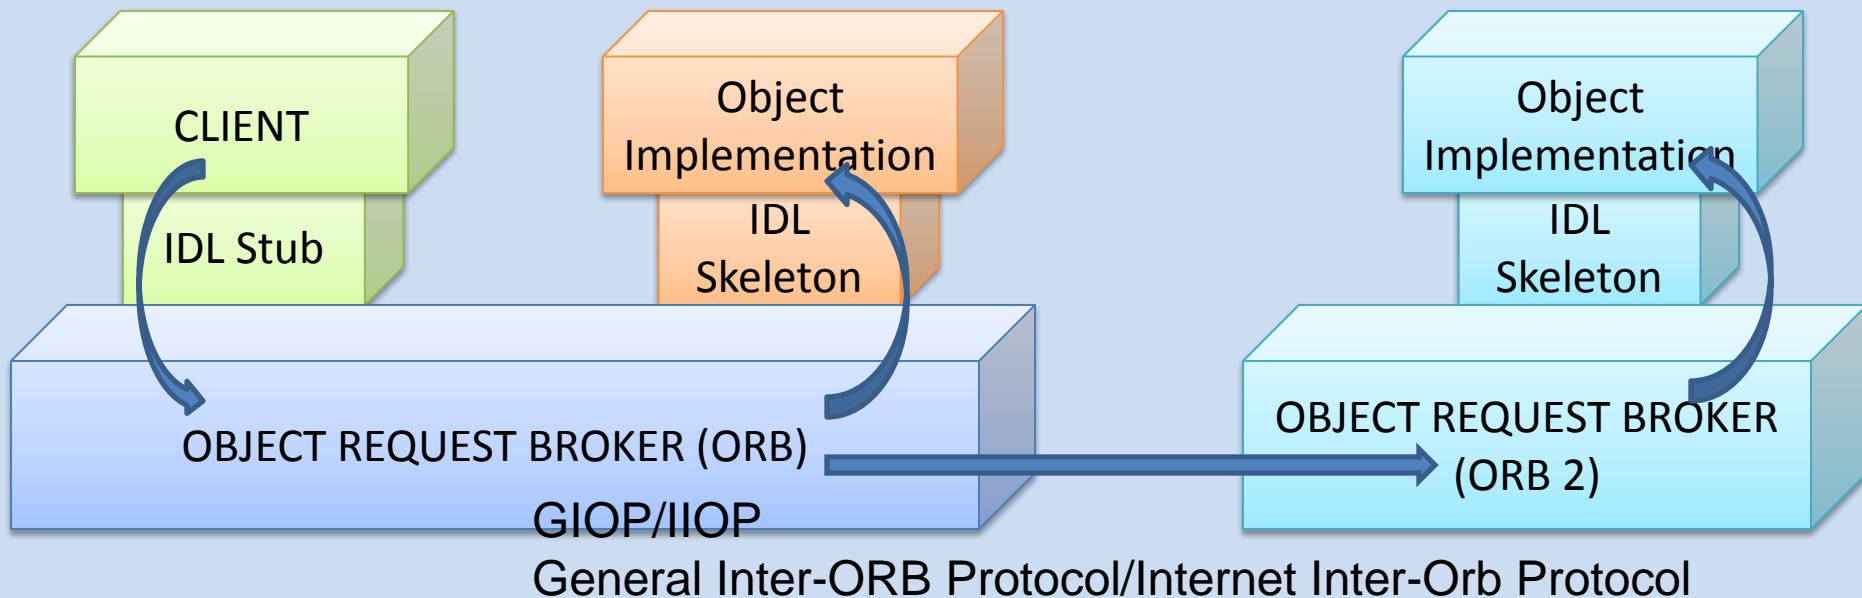 CLIENT
IDL Stub
Object
Implementation
IDL
Skeleton
Object
Implementation
IDL
Skeleton
OBJECT REQUEST BROKER (ORB)
OBJECT REQUEST BROKER
(ORB 2)
GIOP/IIOP
General Inter-ORB Protocol/Internet Inter-Orb Protocol